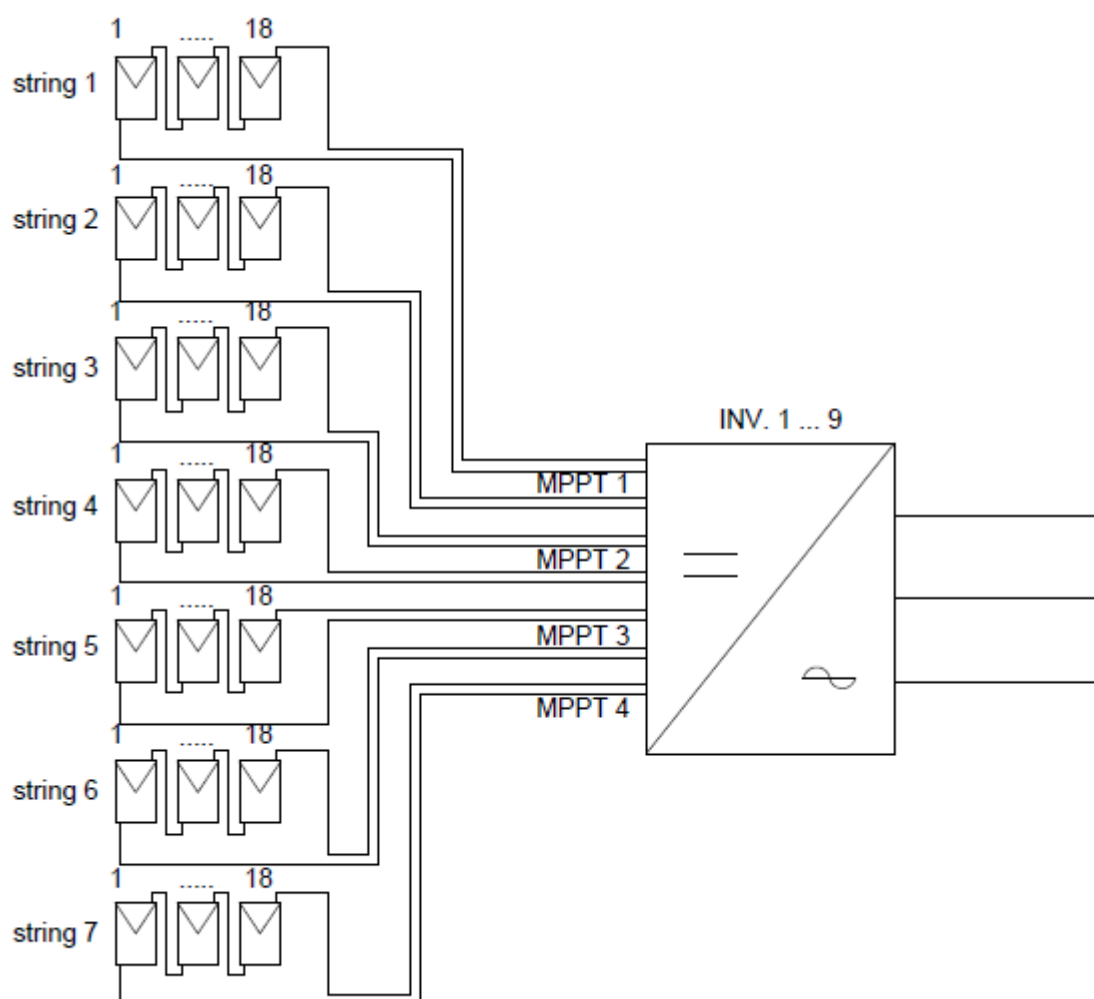 1 ..... 18
string 1
1 ..... 18
string 2
1 ..... 18
string 3
1 ..... 18
string 4
1 ..... 18
string 5
1 ..... 18
string 6
1 ..... 18
string 7
INV. 1 ... 9
MPPT 1
MPPT 2
MPPT 3
MPPT 4